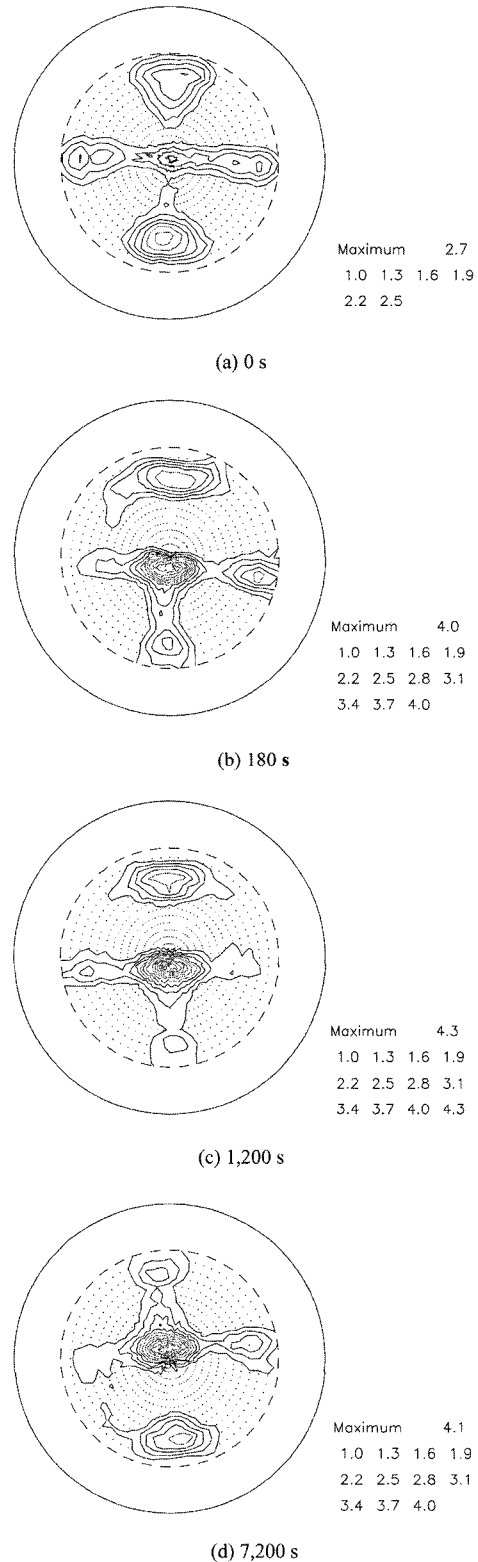 Maximum 2.7
1.0 1.3 1.6 1.9
2.2 2.5
(a) 0 s
Maximum 4.0
1.0 1.3 1.6 1.9
2.2 2.5 2.8 3.1
3.4 3.7 4.0
(b) 180 s
Maximum 4.3
1.0 1.3 1.6 1.9
2.2 2.5 2.8 3.1
3.4 3.7 4.0 4.3
(c) 1,200 s
Maximum 4.1
1.0 1.3 1.6 1.9
2.2 2.5 2.8 3.1
3.4 3.7 4.0
(d) 7,200 s